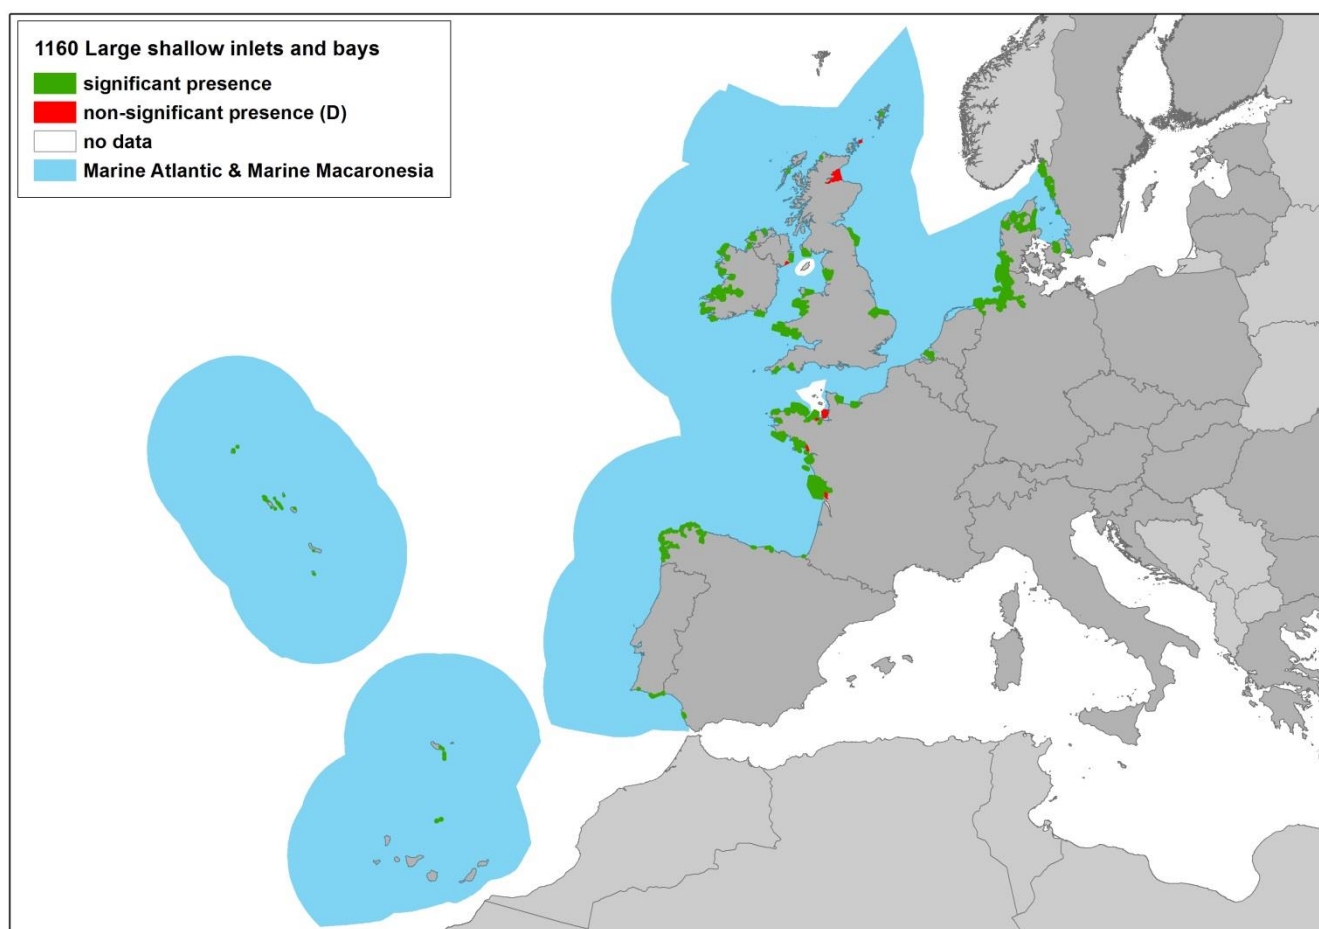 1160 Large shallow inlets and bays
significant presence
non-significant presence (D)
no data
Marine Atlantic & Marine Macaronesia